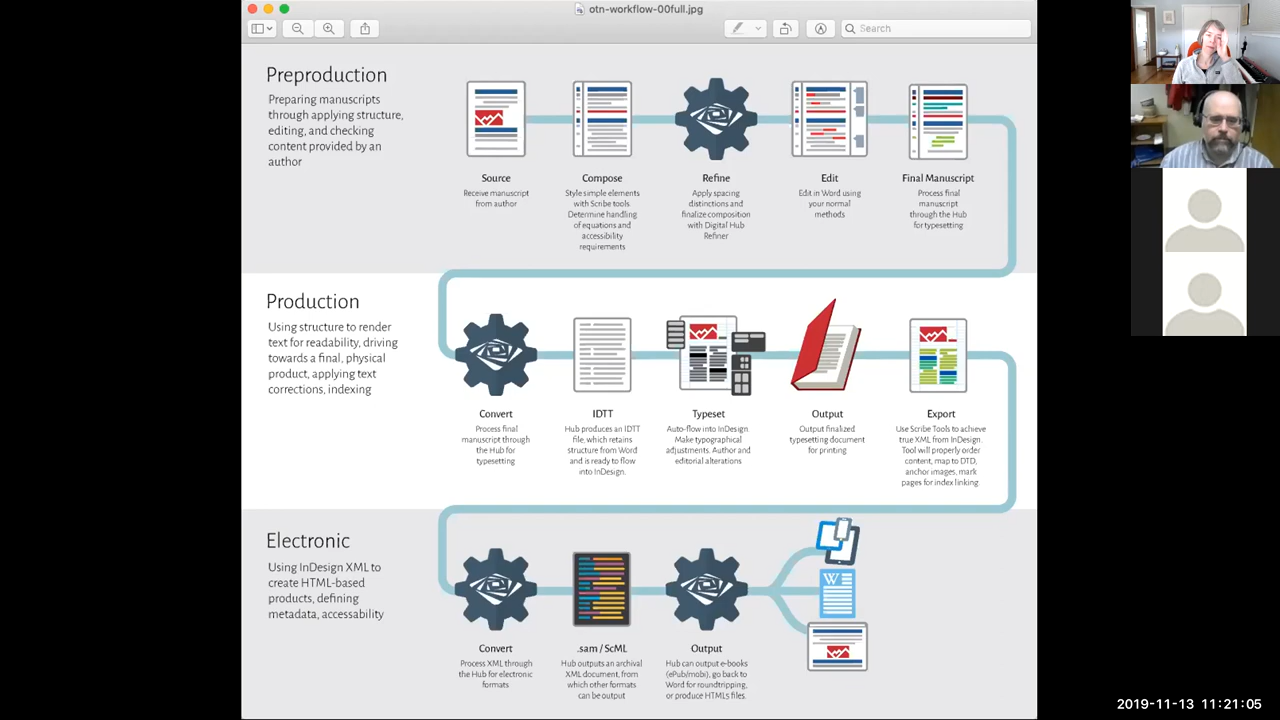 otn-workflow-00full.jpg
Search
Preproduction
Preparing manuscripts
through applying structure,
editing, and checking
content provided by an
author
Source
Receive manuscript
from author
Compose
Style simple elements
with Scribe tools.
Determine handling
of equations and
accessibility
requirements
Refine
Apply spacing
distinctions and
finalize composition
with Digital Hub
Refiner
Edit
Edit in Word using
your normal
methods
Final Manuscript
Process final
manuscript
through the Hub
for typesetting
Production
Using structure to render
text for readability, driving
towards a final, physical
product, applying text
corrections, indexing
Convert
Process final
manuscript through
the Hub for
typesetting
IDTT
Hub produces an IDTT
file, which retains
structure from Word
and is ready to flow
into InDesign.
Typeset
Auto-flow into InDesign.
Make typographical
adjustments. Author and
editorial alterations
Output
Output finalized
typesetting document
for printing
Export
Use Scribe Tools to achieve
true XML from InDesign.
Tool will properly order
content, map to DTD,
anchor images, mark
pages for index linking
Electronic
Using InDesign XML to
create HTML-based
products, refining
metadata, accessability
Convert
Process XML through
the Hub for electronic
formats
.sam / ScML
Hub outputs an archival
XML document, from
which other formats
can be output
Output
Hub can output e-books
(ePub/mobi), go back to
Word for roundtripping,
or produce HTMLs files.
W
2019-11-13 11:21:05